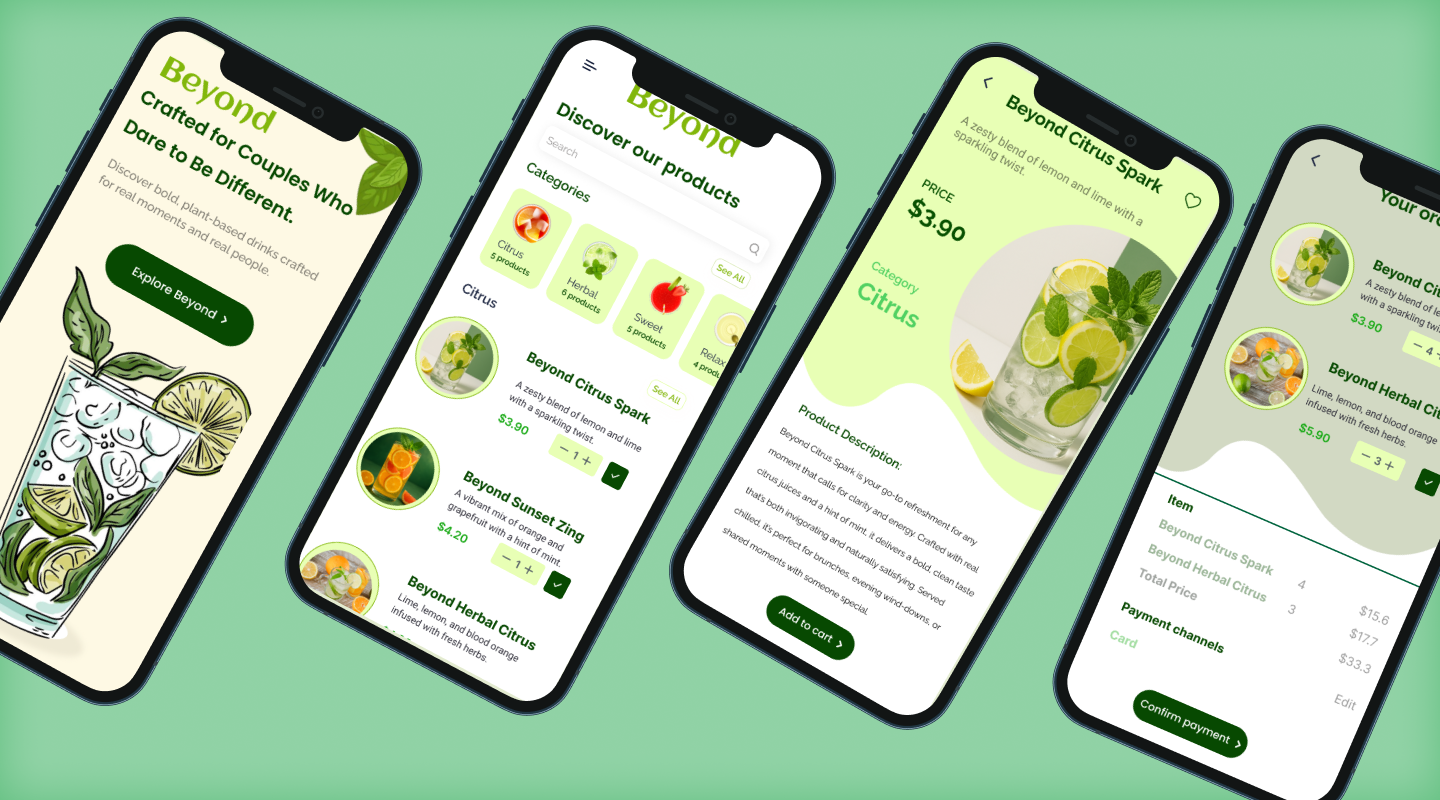 Beyond
Crafted for Couples Who
Dare to Be Different.
Discover bold, plant-based drinks crafted
for real moments and real people.
Explore Beyond
Beyond
Discover our products
Search
Categories
See All
Citrus
5 products
Herbal
6 products
Sweet
5 products
Relax
4
Citrus
See All
Beyond Citrus Spark
A zesty blend of lemon and lime
with a sparkling twist.
$3.90
1
Beyond Sunset Zing
A vibrant mix of orange and
grapefruit with a hint of mint.
$4.20
1
Beyond Herbal Citrus
Lime, lemon, and blood orange
infused with fresh herbs.
Beyond Citrus Spark
A zesty blend of lemon and lime with a
sparkling twist.
PRICE
$3.90
Category
Citrus
Product Description:
Beyond Citrus Spark is your go-to refreshment for any
moment that calls for clarity and energy. Crafted with real
citrus juices and a hint of mint, it delivers a bold, clean taste
that's both invigorating and naturally satisfying. Served
chilled, it's perfect for brunches, evening wind-downs, or
shared moments with someone special.
Add to cart
Your
Beyond
A zesty blend of
with a sparkling
$3.90
4
Beyond Herbal
Lime, lemon, and blood orange
infused with fresh herbs.
$5.90
3
Item
Beyond Citrus Spark 4 $15.6
Beyond Herbal Citrus 3 $17.7
Total Price $33.3
Payment channels
Card Edit
Confirm payment